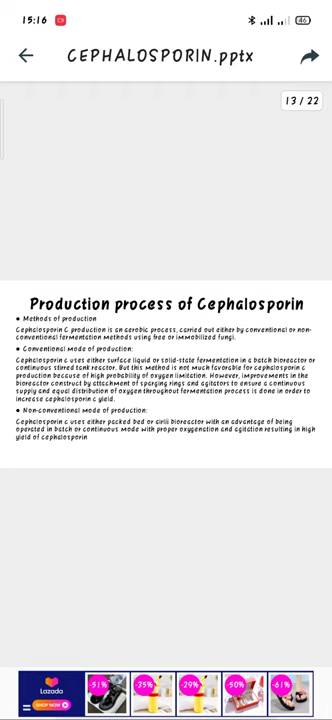 15:16
46
CEPHALOSPORIN.pptx
13 / 22
Production process of Cephalosporin
● Methods of production
Cephalosporin C production is an aerobic process, carried out either by conventional or non-
conventional fermentation methods using free or immobilized fungi.
● Conventional mode of production:
Cephalosporin c uses either surface liquid or solid-state fermentation in a batch bioreactor or
continuous stirred tank reactor. But this method is not much favorable for cephalosporin c
production because of high probability of oxygen limitation. However, improvements in the
bioreactor construct by attachment of sparging rings and agitators to ensure a continuous
supply and equal distribution of oxygen throughout fermentation process is done in order to
increase cephalosporin c yield.
● Non-conventional mode of production:
Cephalosporin c uses either packed bed or airlift bioreactor with an advantage of being
operated in batch or continuous mode with proper oxygenation and agitation resulting in high
yield of cephalosporin
Lazada
SHOP NOW
-51%
-35%
-29%
-50%
-61%